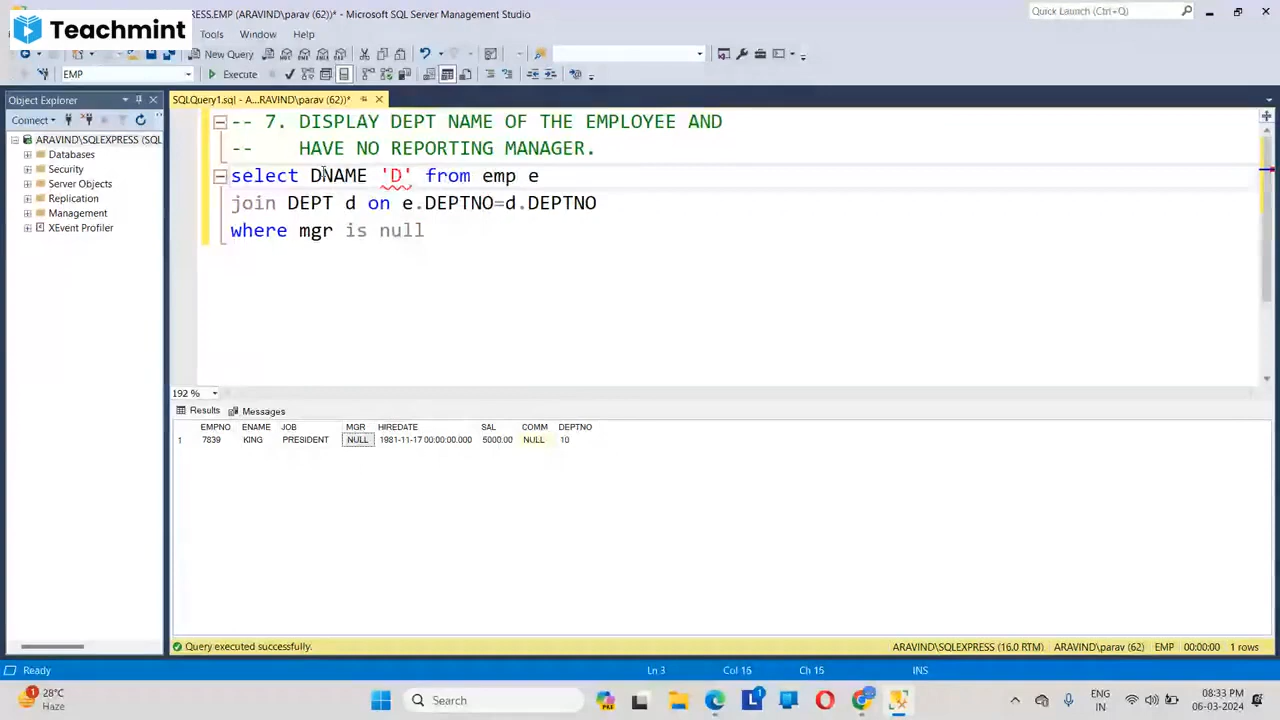 Teachmint
RESS.EMP (ARAVIND\parav (62))* - Microsoft SQL Server Management Studio
Quick Launch (Ctrl+Q)
Tools Window Help
New Query
EMP
Execute
Object Explorer
SQLQuery1.sql - A...RAVIND\parav (62))*
Connect
ARAVIND\SQLEXPRESS (SQL
Databases
Security
Server Objects
Replication
Management
XEvent Profiler
-- 7. DISPLAY DEPT NAME OF THE EMPLOYEE AND
-- HAVE NO REPORTING MANAGER.
select DNAME 'D' from emp e
join DEPT d on e.DEPTNO=d.DEPTNO
where mgr is null
192 %
Results Messages
EMPNO ENAME JOB MGR HIREDATE SAL COMM DEPTNO
1 7839 KING PRESIDENT NULL 1981-11-17 00:00:00.000 5000.00 NULL 10
Query executed successfully.
ARAVIND\SQLEXPRESS (16.0 RTM) ARAVIND\parav (62) EMP 00:00:00 1 rows
Ready
Ln 3 Col 15 Ch 15 INS
1
28°C
Haze
Search
ENG
IN
08:33 PM
06-03-2024